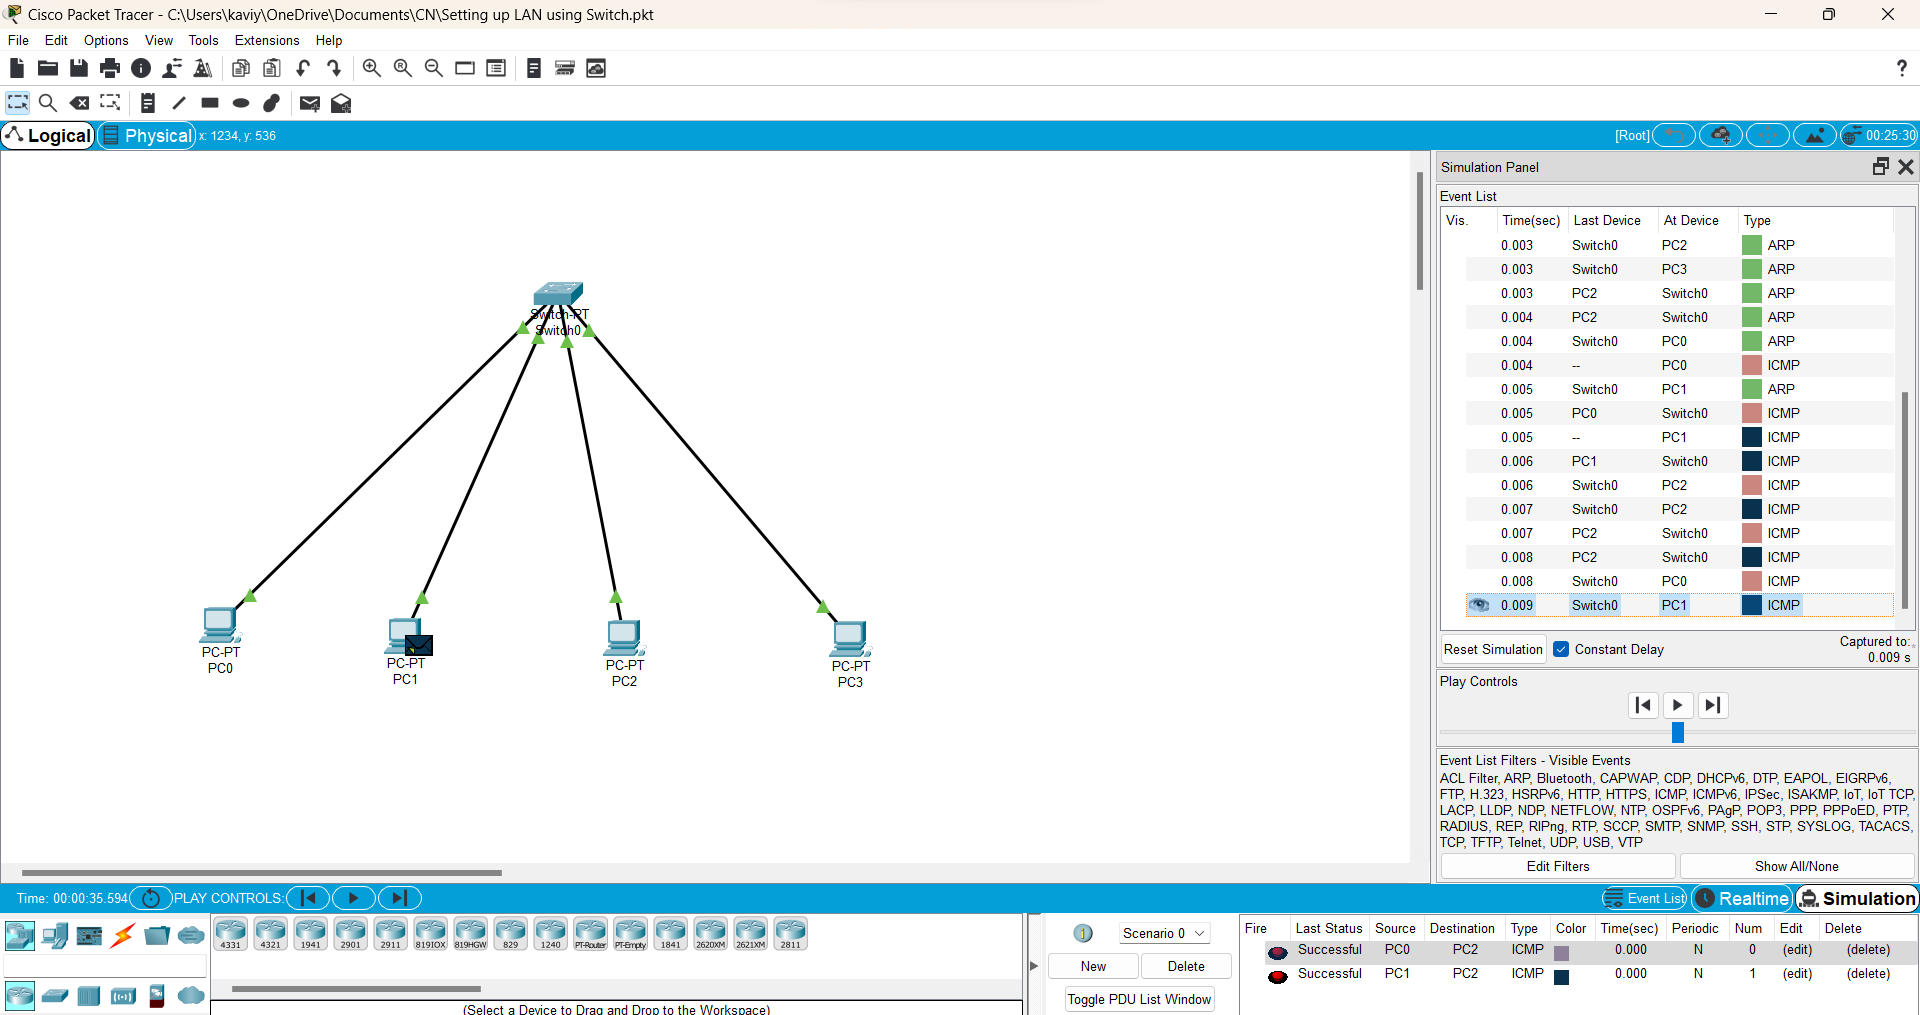 Cisco Packet Tracer - C:\Users\kaviy\OneDrive\Documents\CN\Setting up LAN using Switch.pkt
File Edit Options View Tools Extensions Help
Logical Physical x: 1234, y: 536 [Root] 00:25:30
Switch-PT
Switch0
PC-PT
PC0
PC-PT
PC1
PC-PT
PC2
PC-PT
PC3
Simulation Panel
Event List
Vis. Time(sec) Last Device At Device Type
0.003 Switch0 PC2 ARP
0.003 Switch0 PC3 ARP
0.003 PC2 Switch0 ARP
0.004 PC2 Switch0 ARP
0.004 Switch0 PC0 ARP
0.004 -- PC0 ICMP
0.005 Switch0 PC1 ARP
0.005 PC0 Switch0 ICMP
0.005 -- PC1 ICMP
0.006 PC1 Switch0 ICMP
0.006 Switch0 PC2 ICMP
0.007 Switch0 PC2 ICMP
0.007 PC2 Switch0 ICMP
0.008 PC2 Switch0 ICMP
0.008 Switch0 PC0 ICMP
0.009 Switch0 PC1 ICMP
Reset Simulation Constant Delay Captured to:
0.009 s
Play Controls
Event List Filters - Visible Events
ACL Filter, ARP, Bluetooth, CAPWAP, CDP, DHCPv6, DTP, EAPOL, EIGRPv6,
FTP, H.323, HSRPv6, HTTP, HTTPS, ICMP, ICMPv6, IPSec, ISAKMP, IoT, IoT TCP,
LACP, LLDP, NDP, NETFLOW, NTP, OSPFv6, PAgP, POP3, PPP, PPPoED, PTP,
RADIUS, REP, RIPng, RTP, SCCP, SMTP, SNMP, SSH, STP, SYSLOG, TACACS,
TCP, TFTP, Telnet, UDP, USB, VTP
Edit Filters Show All/None
Time: 00:00:35.594 PLAY CONTROLS: Event List Realtime Simulation
4331 4321 1941 2901 2911 819IOX 819HGW 829 1240 PT-Router PT-Empty 1841 2620XM 2621XM 2811
(Select a Device to Drag and Drop to the Workspace)
Scenario 0
New Delete
Toggle PDU List Window
Fire Last Status Source Destination Type Color Time(sec) Periodic Num Edit Delete
Successful PC0 PC2 ICMP 0.000 N 0 (edit) (delete)
Successful PC1 PC2 ICMP 0.000 N 1 (edit) (delete)